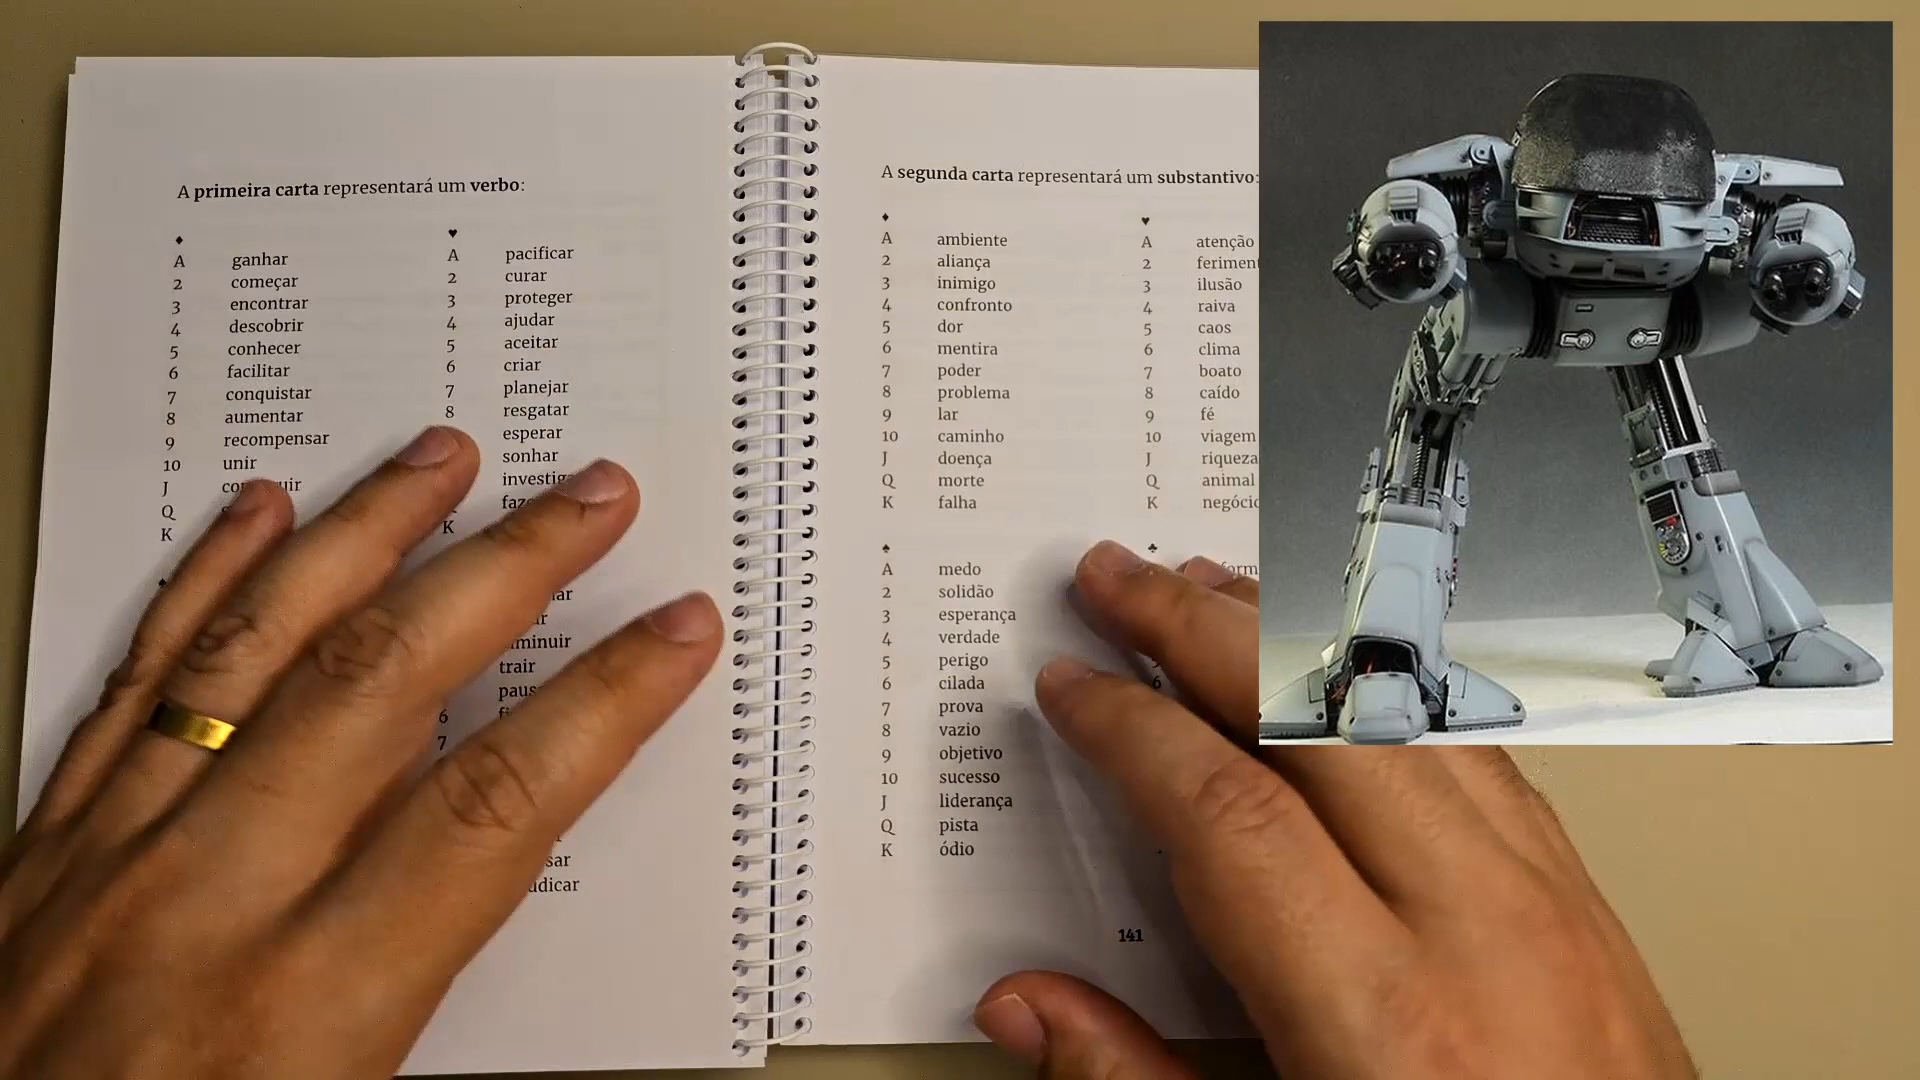 A primeira carta representará um verbo:
♦
A ganhar
2 começar
3 encontrar
4 descobrir
5 conhecer
6 facilitar
7 conquistar
8 aumentar
9 recompensar
10 unir
J
Q
K
♥
A pacificar
2 curar
3 proteger
4 ajudar
5 aceitar
6 criar
7 planejar
8 resgatar
esperar
sonhar
K
trair
6
7
A segunda carta representará um substantivo:
♦
A ambiente
2 aliança
3 inimigo
4 confronto
5 dor
6 mentira
7 poder
8 problema
9 lar
10 caminho
J doença
Q morte
K falha
♥
A atenção
2
3 ilusão
4 raiva
5 caos
6 clima
7 boato
8 caído
9 fé
10 viagem
J riqueza
Q animal
K
♠
A medo
2 solidão
3 esperança
4 verdade
5 perigo
6 cilada
7 prova
8 vazio
9 objetivo
10 sucesso
J liderança
Q pista
K ódio
♣
6
141